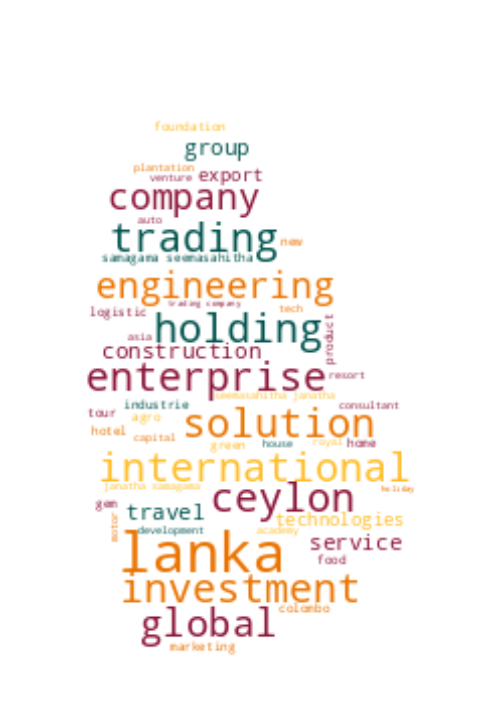 foundation
group
plantation
venture export
company
auto
trading new
samagama seemasahitha
engineering
trading company
logistic tech
holding
asia product
construction
enterprise resort
seemasahitha janatha
industrie consultant
tour agro
solution
hotel capital
green house royal home
international
janatha samagama holiday
gem ceylon
travel technologies
motor development academy
lanka service
food
investment
colombo
global
marketing